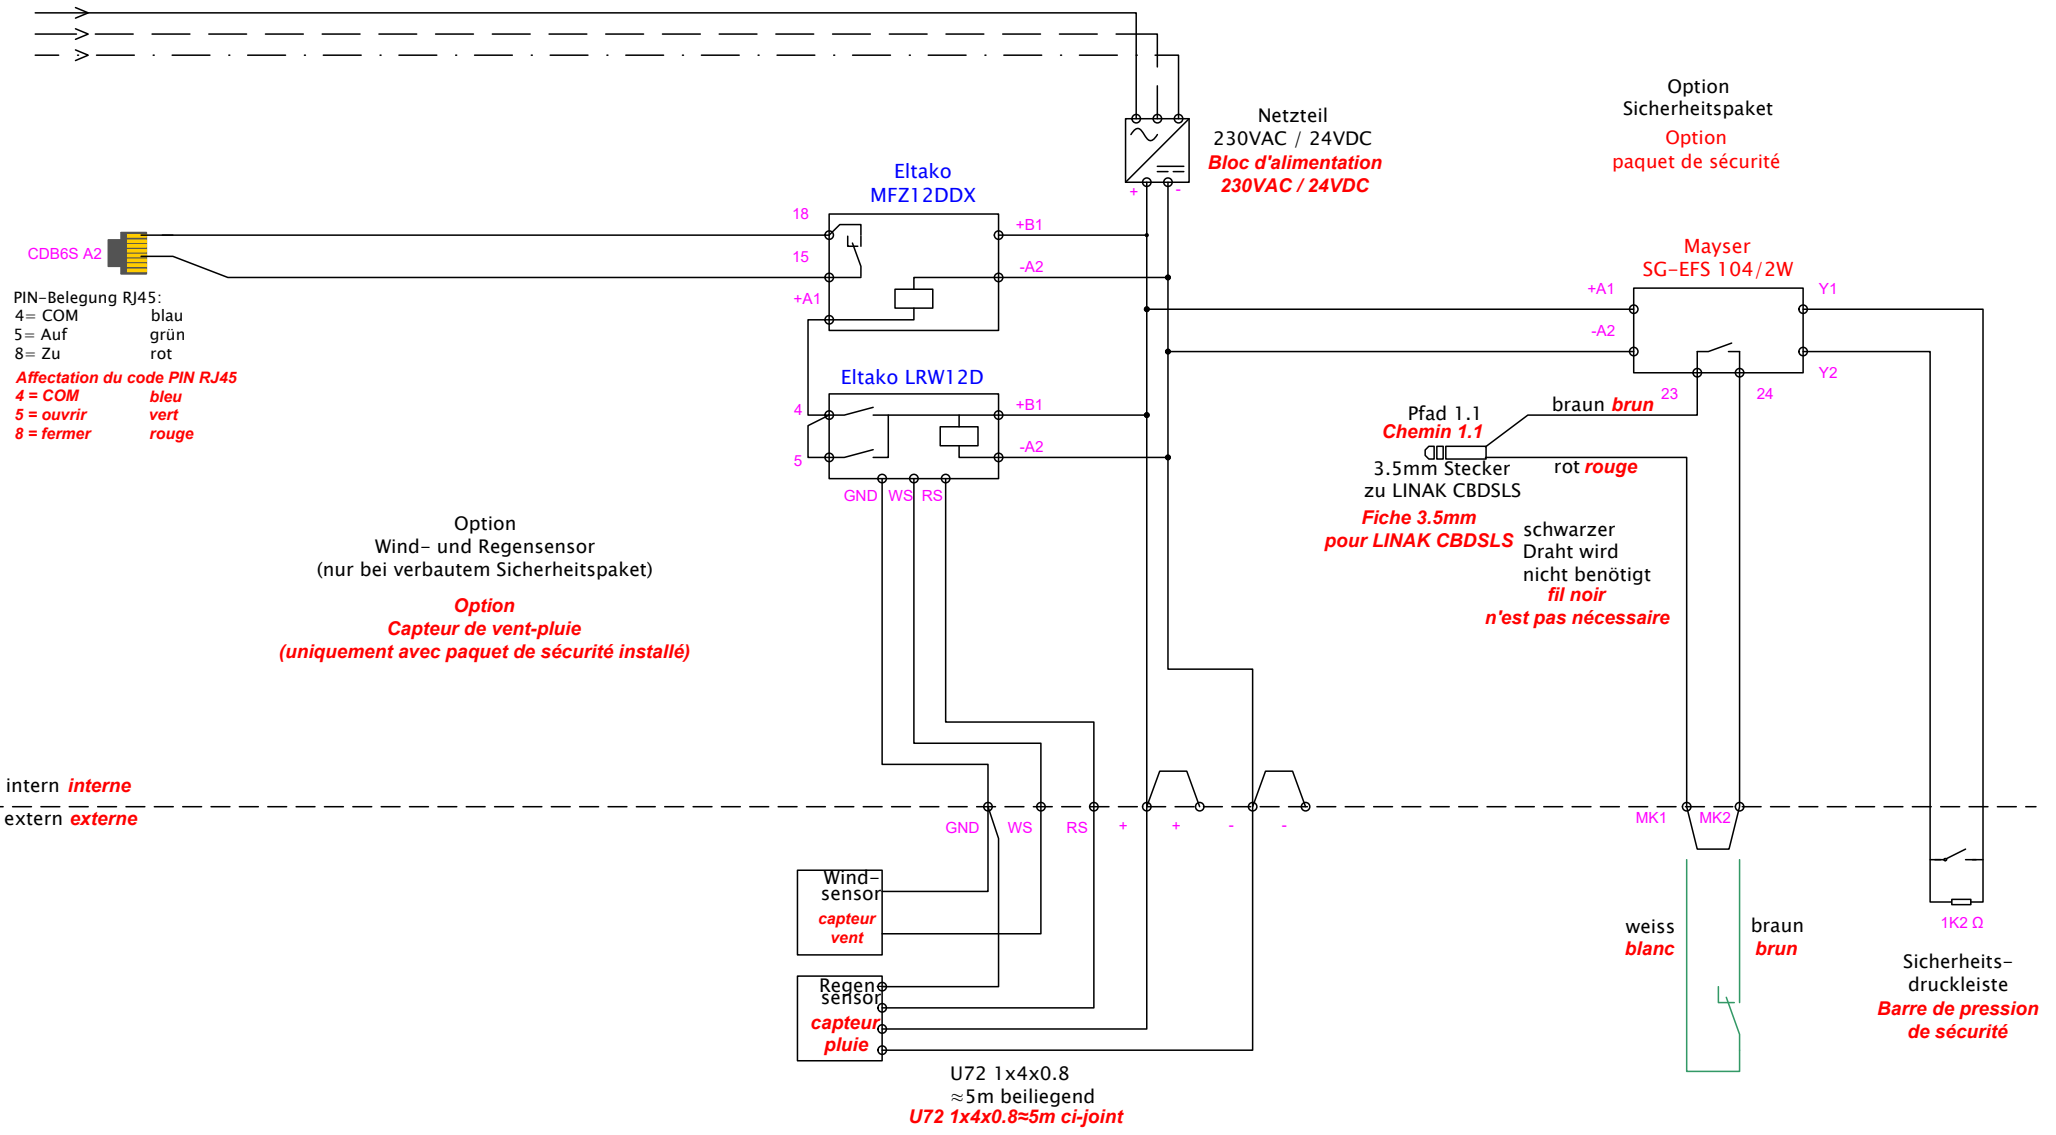 Netzteil
230VAC / 24VDC
Bloc d'alimentation
230VAC / 24VDC
+
-
Option
Sicherheitspaket
Option
paquet de sécurité
Eltako
MFZ12DDX
18
15
+A1
+B1
-A2
CDB6S A2
PIN-Belegung RJ45:
4= COM blau
5= Auf grün
8= Zu rot
Affectation du code PIN RJ45
4 = COM bleu
5 = ouvrir vert
8 = fermer rouge
Eltako LRW12D
4
5
+B1
-A2
GND WS RS
Mayser
SG-EFS 104/2W
+A1
-A2
Y1
Y2
23
24
Pfad 1.1
Chemin 1.1
braun brun
3.5mm Stecker
zu LINAK CBDSLS
rot rouge
Fiche 3.5mm
pour LINAK CBDSLS
schwarzer
Draht wird
nicht benötigt
fil noir
n'est pas nécessaire
Option
Wind- und Regensensor
(nur bei verbautem Sicherheitspaket)
Option
Capteur de vent-pluie
(uniquement avec paquet de sécurité installé)
intern interne
extern externe
GND WS RS + + - -
MK1 MK2
Wind-
sensor
capteur
vent
Regen
sensor
capteur
pluie
U72 1x4x0.8
≈5m beiliegend
U72 1x4x0.8≈5m ci-joint
weiss
blanc
braun
brun
1K2 Ω
Sicherheits-
druckleiste
Barre de pression
de sécurité